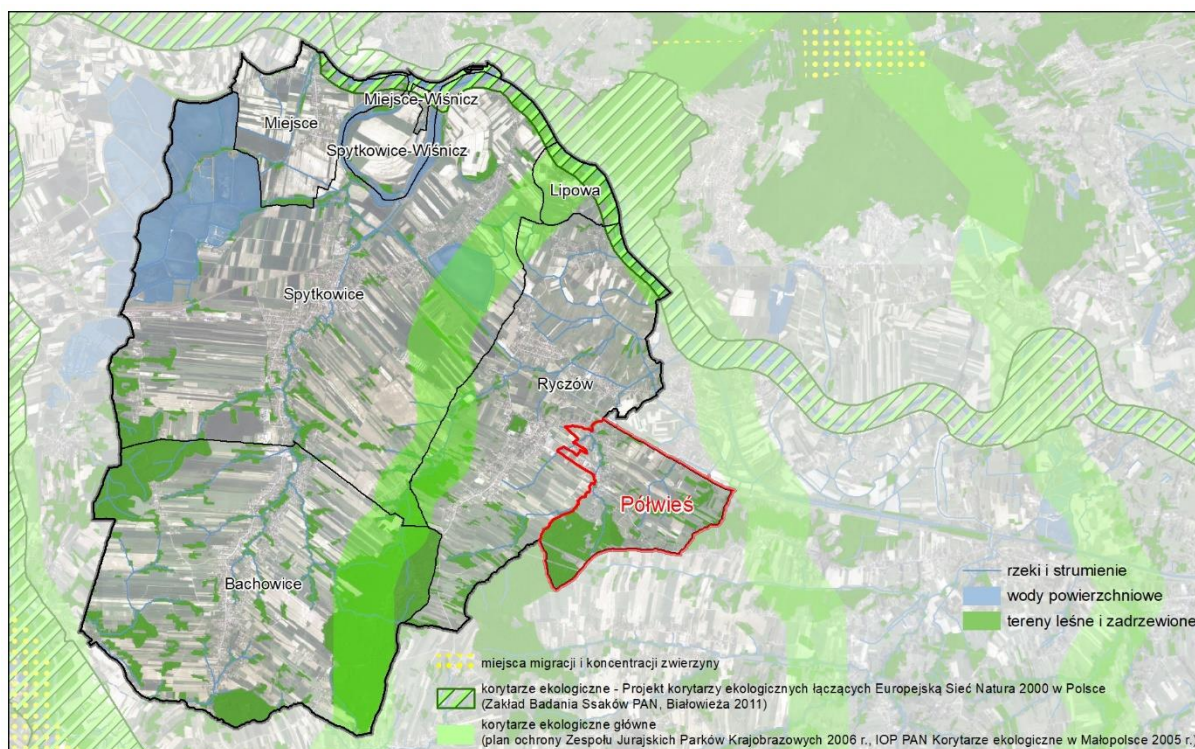 Miejsce-Wiśnicz
Miejsce
Spytkowice-Wiśnicz
Lipowa
Spytkowice
Ryczów
Półwieś
Bachowice
rzeki i strumienie
wody powierzchniowe
tereny leśne i zadrzewione
miejsca migracji i koncentracji zwierzyny
korytarze ekologiczne - Projekt korytarzy ekologicznych łączących Europejską Sieć Natura 2000 w Polsce
(Zakład Badania Ssaków PAN, Białowieża 2011)
korytarze ekologiczne główne
(plan ochrony Zespołu Jurajskich Parków Krajobrazowych 2006 r., IOP PAN Korytarze ekologiczne w Małopolsce 2005 r.)